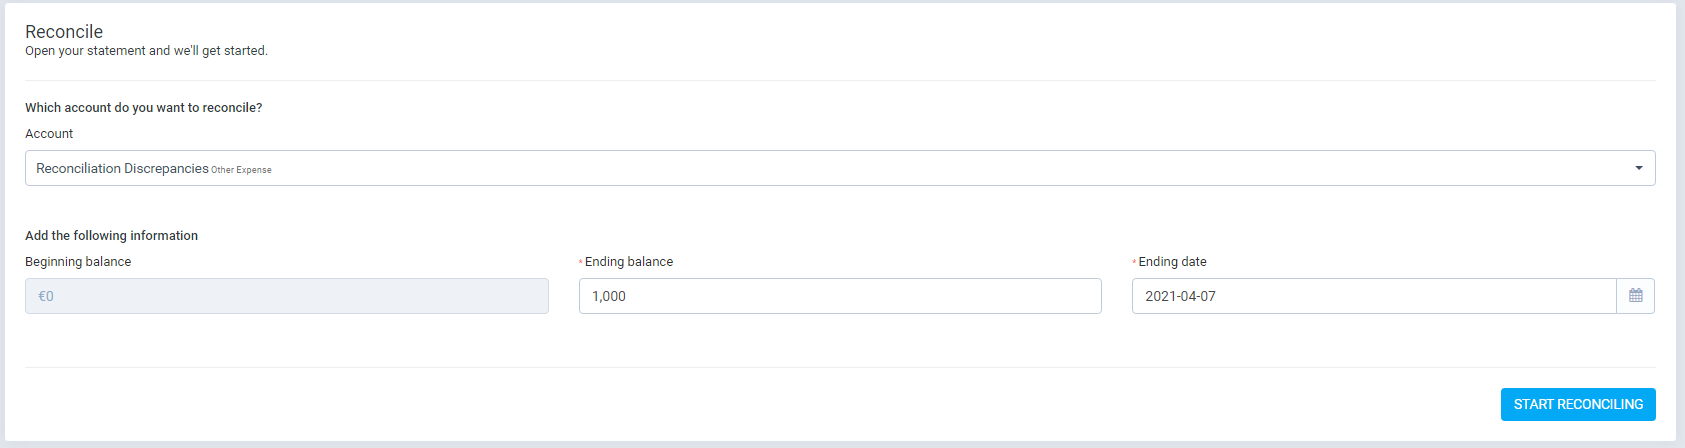 Reconcile
Open your statement and we'll get started.
Which account do you want to reconcile?
Account
Reconciliation Discrepancies Other Expense
Add the following information
Beginning balance
* Ending balance
* Ending date
€0
1,000
2021-04-07
START RECONCILING